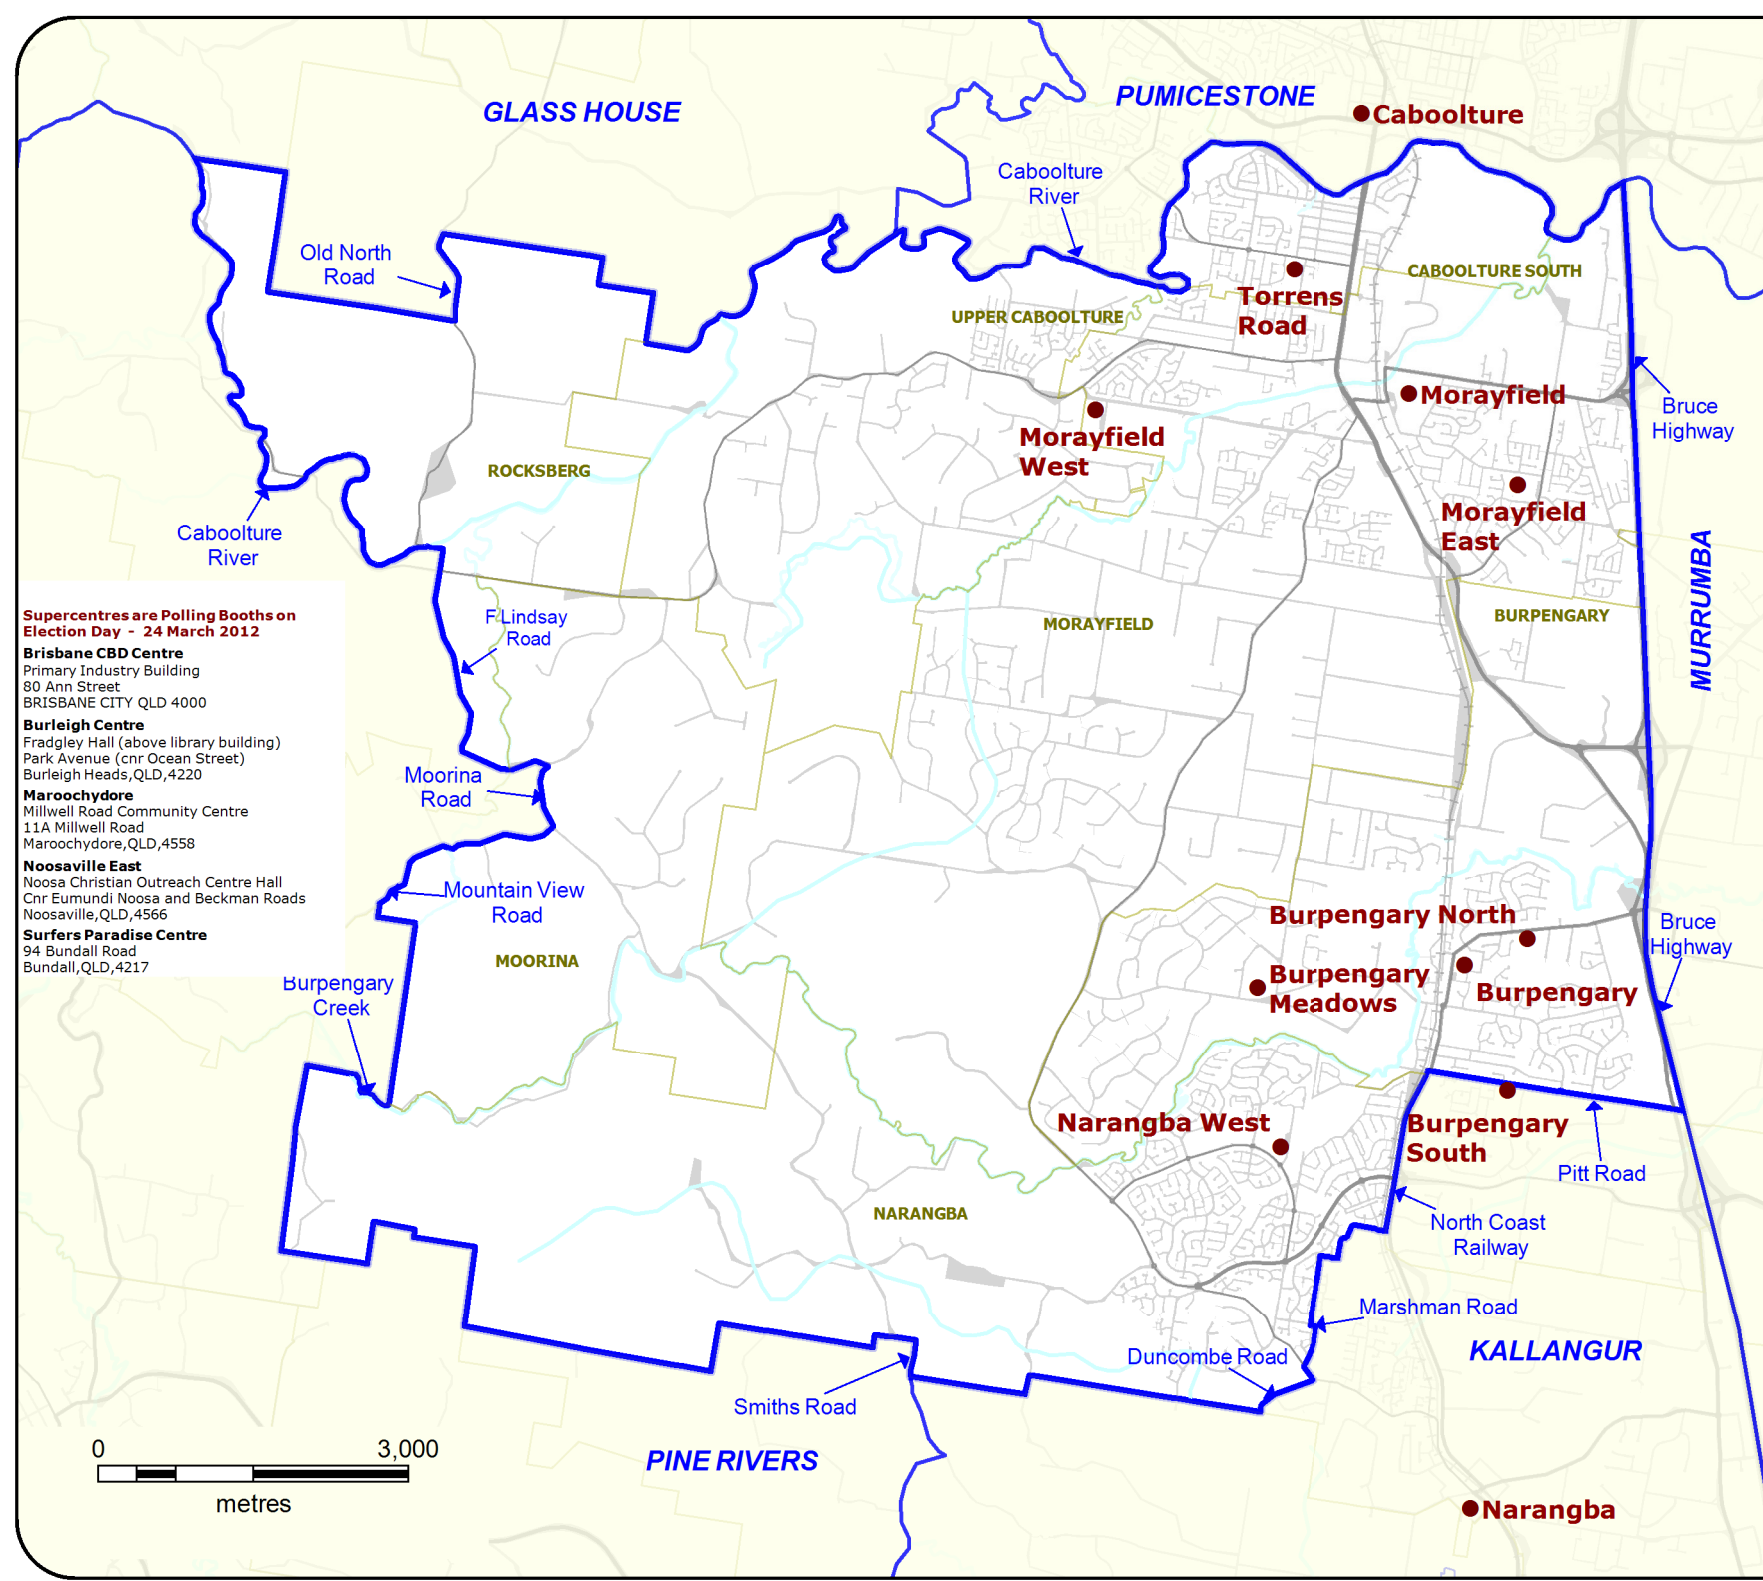 GLASS HOUSE
PUMICESTONE
Caboolture
Caboolture
River
Old North
Road
CABOOLTURE SOUTH
Torrens
Road
UPPER CABOOLTURE
Morayfield
Bruce
Highway
Morayfield
West
ROCKSBERG
Morayfield
East
Caboolture
River
MURRUMBA
Supercentres are Polling Booths on
Election Day - 24 March 2012
Brisbane CBD Centre
Primary Industry Building
80 Ann Street
BRISBANE CITY QLD 4000
Burleigh Centre
Fradgley Hall (above library building)
Park Avenue (cnr Ocean Street)
Burleigh Heads,QLD,4220
Maroochydore
Millwell Road Community Centre
11A Millwell Road
Maroochydore,QLD,4558
Noosaville East
Noosa Christian Outreach Centre Hall
Cnr Eumundi Noosa and Beckman Roads
Noosaville,QLD,4566
Surfers Paradise Centre
94 Bundall Road
Bundall,QLD,4217
F Lindsay
Road
MORAYFIELD
BURPENGARY
Moorina
Road
Mountain View
Road
Burpengary North
Bruce
Highway
MOORINA
Burpengary
Meadows
Burpengary
Burpengary
Creek
Narangba West
Burpengary
South
Pitt Road
NARANGBA
North Coast
Railway
Marshman Road
KALLANGUR
Duncombe Road
Smiths Road
PINE RIVERS
0 3,000
metres
Narangba